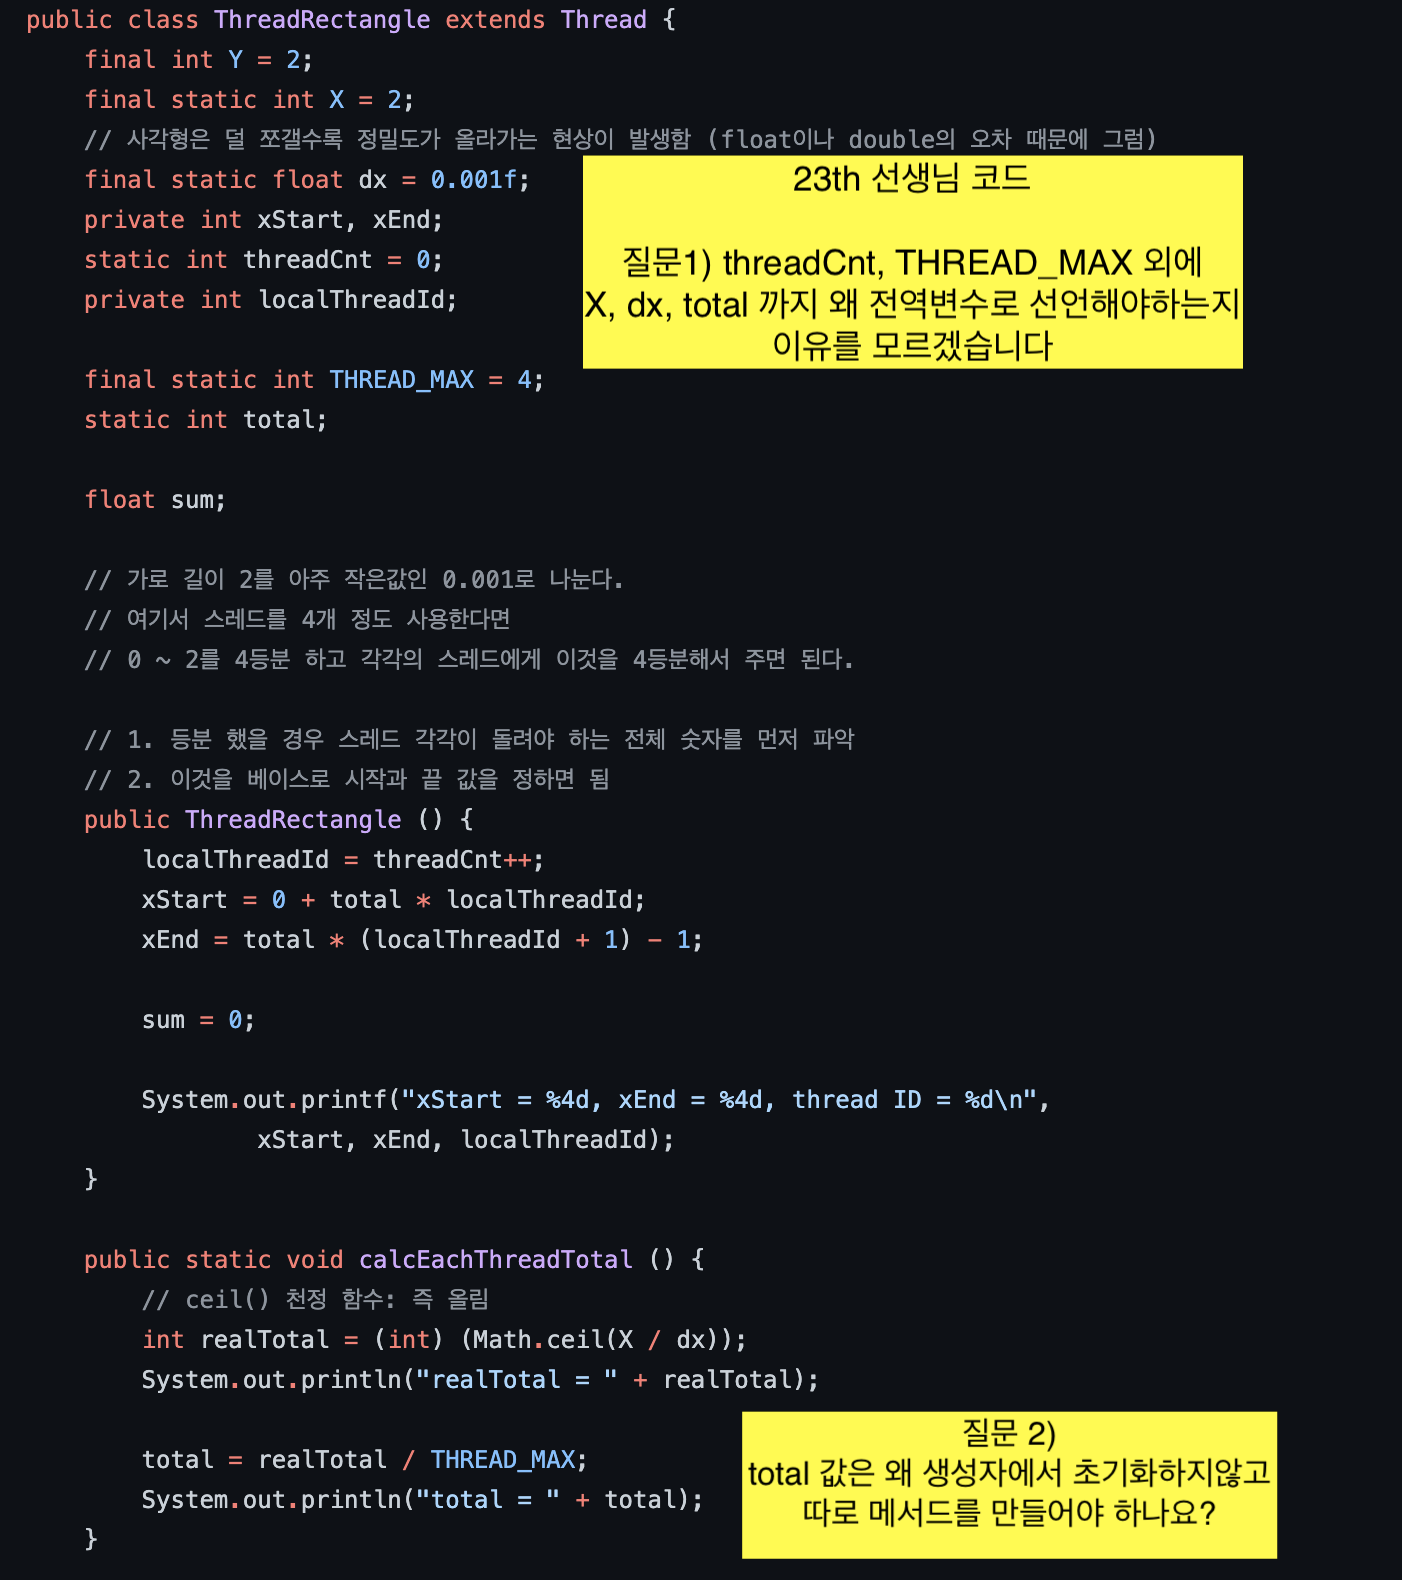 public class ThreadRectangle extends Thread {
    final int Y = 2;
    final static int X = 2;
    // 사각형은 덜 쪼갤수록 정밀도가 올라가는 현상이 발생함 (float이나 double의 오차 때문에 그럼)
    final static float dx = 0.001f;
    private int xStart, xEnd;
    static int threadCnt = 0;
    private int localThreadId;
    final static int THREAD_MAX = 4;
    static int total;
23th 선생님 코드
질문1) threadCnt, THREAD_MAX 외에
X, dx, total 까지 왜 전역변수로 선언해야하는지
이유를 모르겠습니다
    float sum;
    // 가로 길이 2를 아주 작은값인 0.001로 나눈다.
    // 여기서 스레드를 4개 정도 사용한다면
    // 0 ~ 2를 4등분 하고 각각의 스레드에게 이것을 4등분해서 주면 된다.
    // 1. 등분 했을 경우 스레드 각각이 돌려야 하는 전체 숫자를 먼저 파악
    // 2. 이것을 베이스로 시작과 끝 값을 정하면 됨
    public ThreadRectangle () {
        localThreadId = threadCnt++;
        xStart = 0 + total * localThreadId;
        xEnd = total * (localThreadId + 1) - 1;
        sum = 0;
        System.out.printf("xStart = %4d, xEnd = %4d, thread ID = %d\n",
                xStart, xEnd, localThreadId);
    }
    public static void calcEachThreadTotal () {
        // ceil() 천정 함수: 즉 올림
        int realTotal = (int) (Math.ceil(X / dx));
        System.out.println("realTotal = " + realTotal);
        total = realTotal / THREAD_MAX;
        System.out.println("total = " + total);
    }
질문 2)
total 값은 왜 생성자에서 초기화하지않고
따로 메서드를 만들어야 하나요?